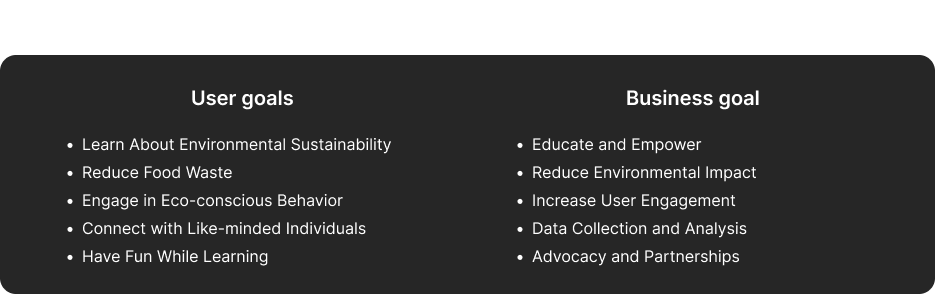 User goals
• Learn About Environmental Sustainability
• Reduce Food Waste
• Engage in Eco-conscious Behavior
• Connect with Like-minded Individuals
• Have Fun While Learning
Business goal
• Educate and Empower
• Reduce Environmental Impact
• Increase User Engagement
• Data Collection and Analysis
• Advocacy and Partnerships